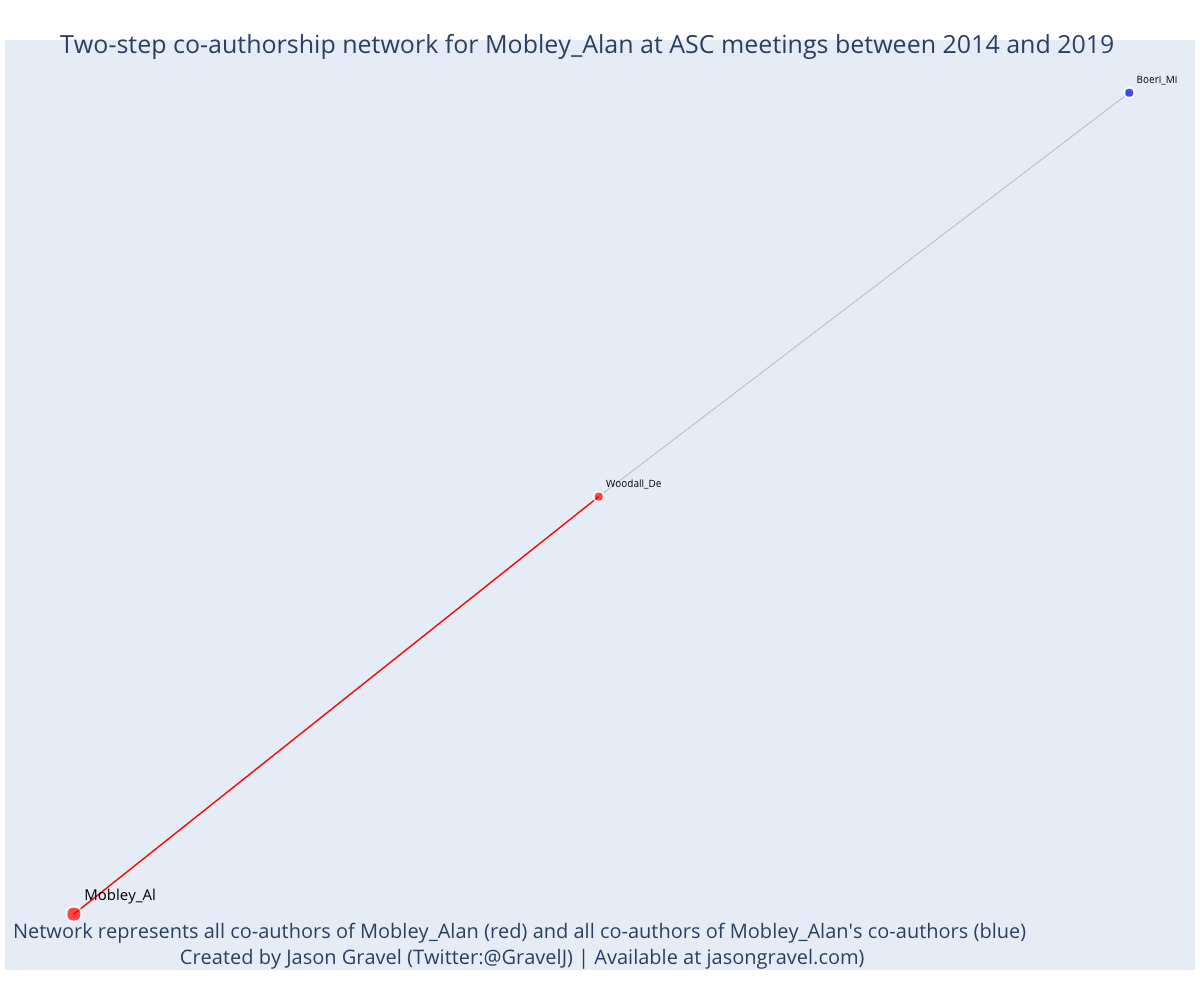 Two-step co-authorship network for Mobley_Alan at ASC meetings between 2014 and 2019
Boeri_Mi
Woodall_De
Mobley_Al
Network represents all co-authors of Mobley_Alan (red) and all co-authors of Mobley_Alan's co-authors (blue)
Created by Jason Gravel (Twitter:@GravelJ) | Available at jasongravel.com)